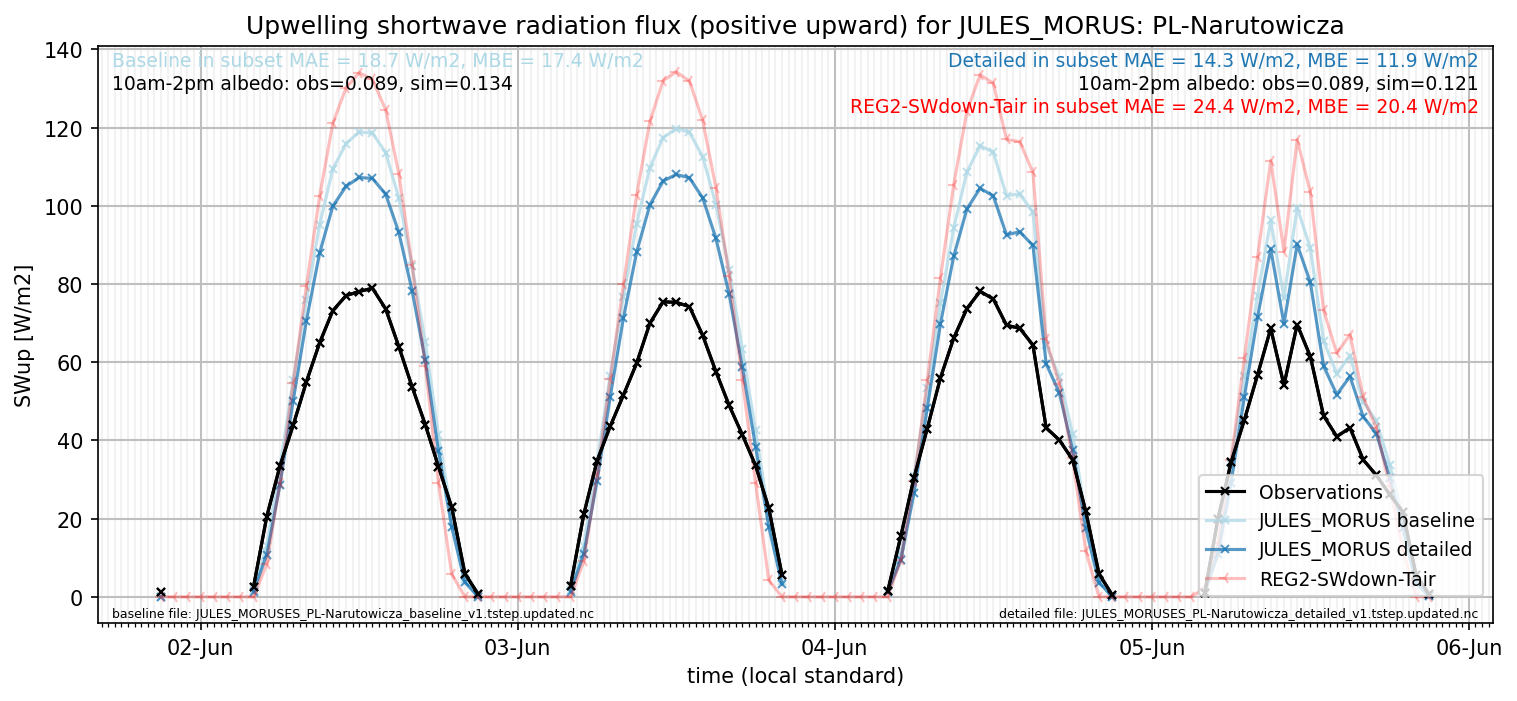 Upwelling shortwave radiation flux (positive upward) for JULES_MORUS: PL-Narutowicza
Baseline in subset MAE = 18.7 W/m2, MBE = 17.4 W/m2
10am-2pm albedo: obs=0.089, sim=0.134
Detailed in subset MAE = 14.3 W/m2, MBE = 11.9 W/m2
10am-2pm albedo: obs=0.089, sim=0.121
REG2-SWdown-Tair in subset MAE = 24.4 W/m2, MBE = 20.4 W/m2
SWup [W/m2]
140
120
100
80
60
40
20
0
Observations
JULES_MORUS baseline
JULES_MORUS detailed
REG2-SWdown-Tair
baseline file: JULES_MORUSES_PL-Narutowicza_baseline_v1.tstep.updated.nc
detailed file: JULES_MORUSES_PL-Narutowicza_detailed_v1.tstep.updated.nc
02-Jun
03-Jun
04-Jun
05-Jun
06-Jun
time (local standard)